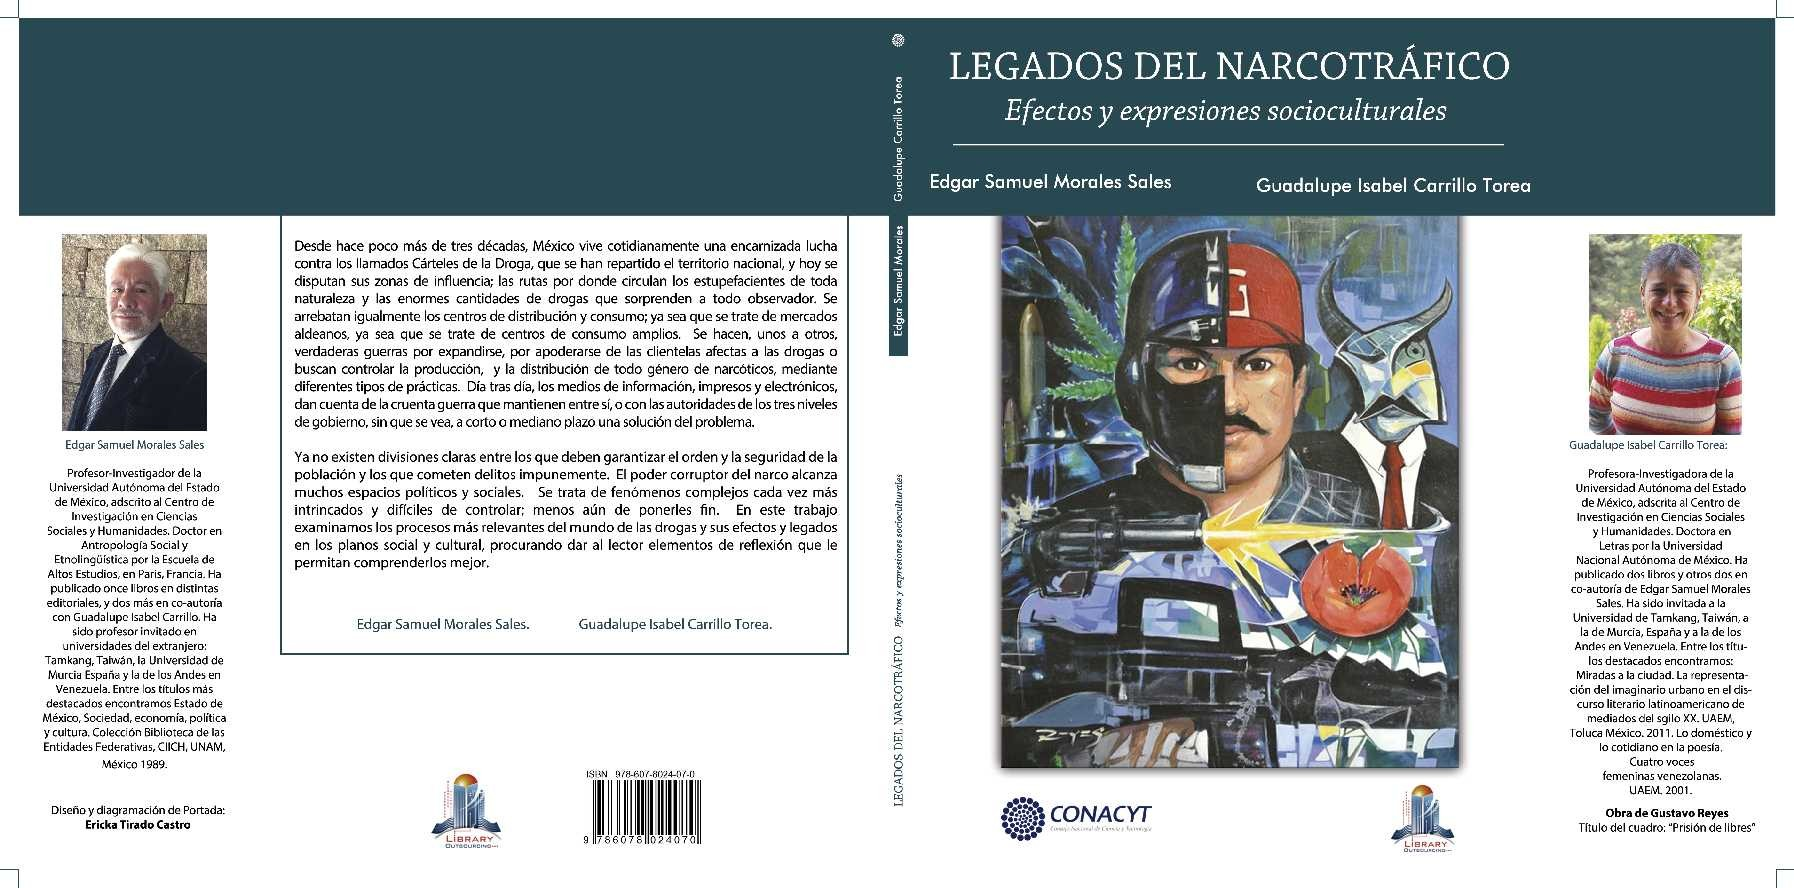 LEGADOS DEL NARCOTRÁFICO
Efectos y expresiones socioculturales
Edgar Samuel Morales Sales
Guadalupe Isabel Carrillo Torea
Guadalupe Carrillo Torea
Edgar Samuel Morales
Efectos y expresiones socioculturales
LEGADOS DEL NARCOTRÁFICO
Edgar Samuel Morales Sales
Profesor-Investigador de la
Universidad Autónoma del Estado
de México, adscrito al Centro de
Investigación en Ciencias
Sociales y Humanidades. Doctor en
Antropología Social y
Etnolingüística por la Escuela de
Altos Estudios, en Paris, Francia. Ha
publicado once libros en distintas
editoriales, y dos más en co-autoría
con Guadalupe Isabel Carrillo. Ha
sido profesor invitado en
universidades del extranjero:
Tamkang, Taiwán, la Universidad de
Murcia España y la de los Andes en
Venezuela. Entre los títulos más
destacados encontramos Estado de
México, Sociedad, economía, política
y cultura. Colección Biblioteca de las
Entidades Federativas, CIICH, UNAM,
México 1989.
Diseño y diagramación de Portada:
Ericka Tirado Castro
Desde hace poco más de tres décadas, México vive cotidianamente una encarnizada lucha
contra los llamados Cárteles de la Droga, que se han repartido el territorio nacional, y hoy se
disputan sus zonas de influencia; las rutas por donde circulan los estupefacientes de toda
naturaleza y las enormes cantidades de drogas que sorprenden a todo observador. Se
arrebatan igualmente los centros de distribución y consumo; ya sea que se trate de mercados
aldeanos, ya sea que se trate de centros de consumo amplios. Se hacen, unos a otros,
verdaderas guerras por expandirse, por apoderarse de las clientelas afectas a las drogas o
buscan controlar la producción, y la distribución de todo género de narcóticos, mediante
diferentes tipos de prácticas. Día tras día, los medios de información, impresos y electrónicos,
dan cuenta de la cruenta guerra que mantienen entre sí, o con las autoridades de los tres niveles
de gobierno, sin que se vea, a corto o mediano plazo una solución del problema.
Ya no existen divisiones claras entre los que deben garantizar el orden y la seguridad de la
población y los que cometen delitos impunemente. El poder corruptor del narco alcanza
muchos espacios políticos y sociales. Se trata de fenómenos complejos cada vez más
intrincados y difíciles de controlar; menos aún de ponerles fin. En este trabajo
examinamos los procesos más relevantes del mundo de las drogas y sus efectos y legados
en los planos social y cultural, procurando dar al lector elementos de reflexión que le
permitan comprenderlos mejor.
Edgar Samuel Morales Sales. Guadalupe Isabel Carrillo Torea.
LIBRARY
OUTSOURCING
ISBN 978-607-8024-07-0
9 786078 024070
REYES
CONACYT
Consejo Nacional de Ciencia y Tecnología
LIBRARY
OUTSOURCING
Guadalupe Isabel Carrillo Torea:
Profesora-Investigadora de la
Universidad Autónoma del Estado
de México, adscrita al Centro de
Investigación en Ciencias Sociales
y Humanidades. Doctora en
Letras por la Universidad
Nacional Autónoma de México. Ha
publicado dos libros y otros dos en
co-autoría de Edgar Samuel Morales
Sales. Ha sido invitada a la
Universidad de Tamkang, Taiwán, a
la de Murcia, España y a la de los
Andes en Venezuela. Entre los títu-
los destacados encontramos:
Miradas a la ciudad. La representa-
ción del imaginario urbano en el dis-
curso literario latinoamericano de
mediados del sgilo XX. UAEM,
Toluca México. 2011. Lo doméstico y
lo cotidiano en la poesía.
Cuatro voces
femeninas venezolanas.
UAEM. 2001.
Obra de Gustavo Reyes
Título del cuadro: "Prisión de libres"